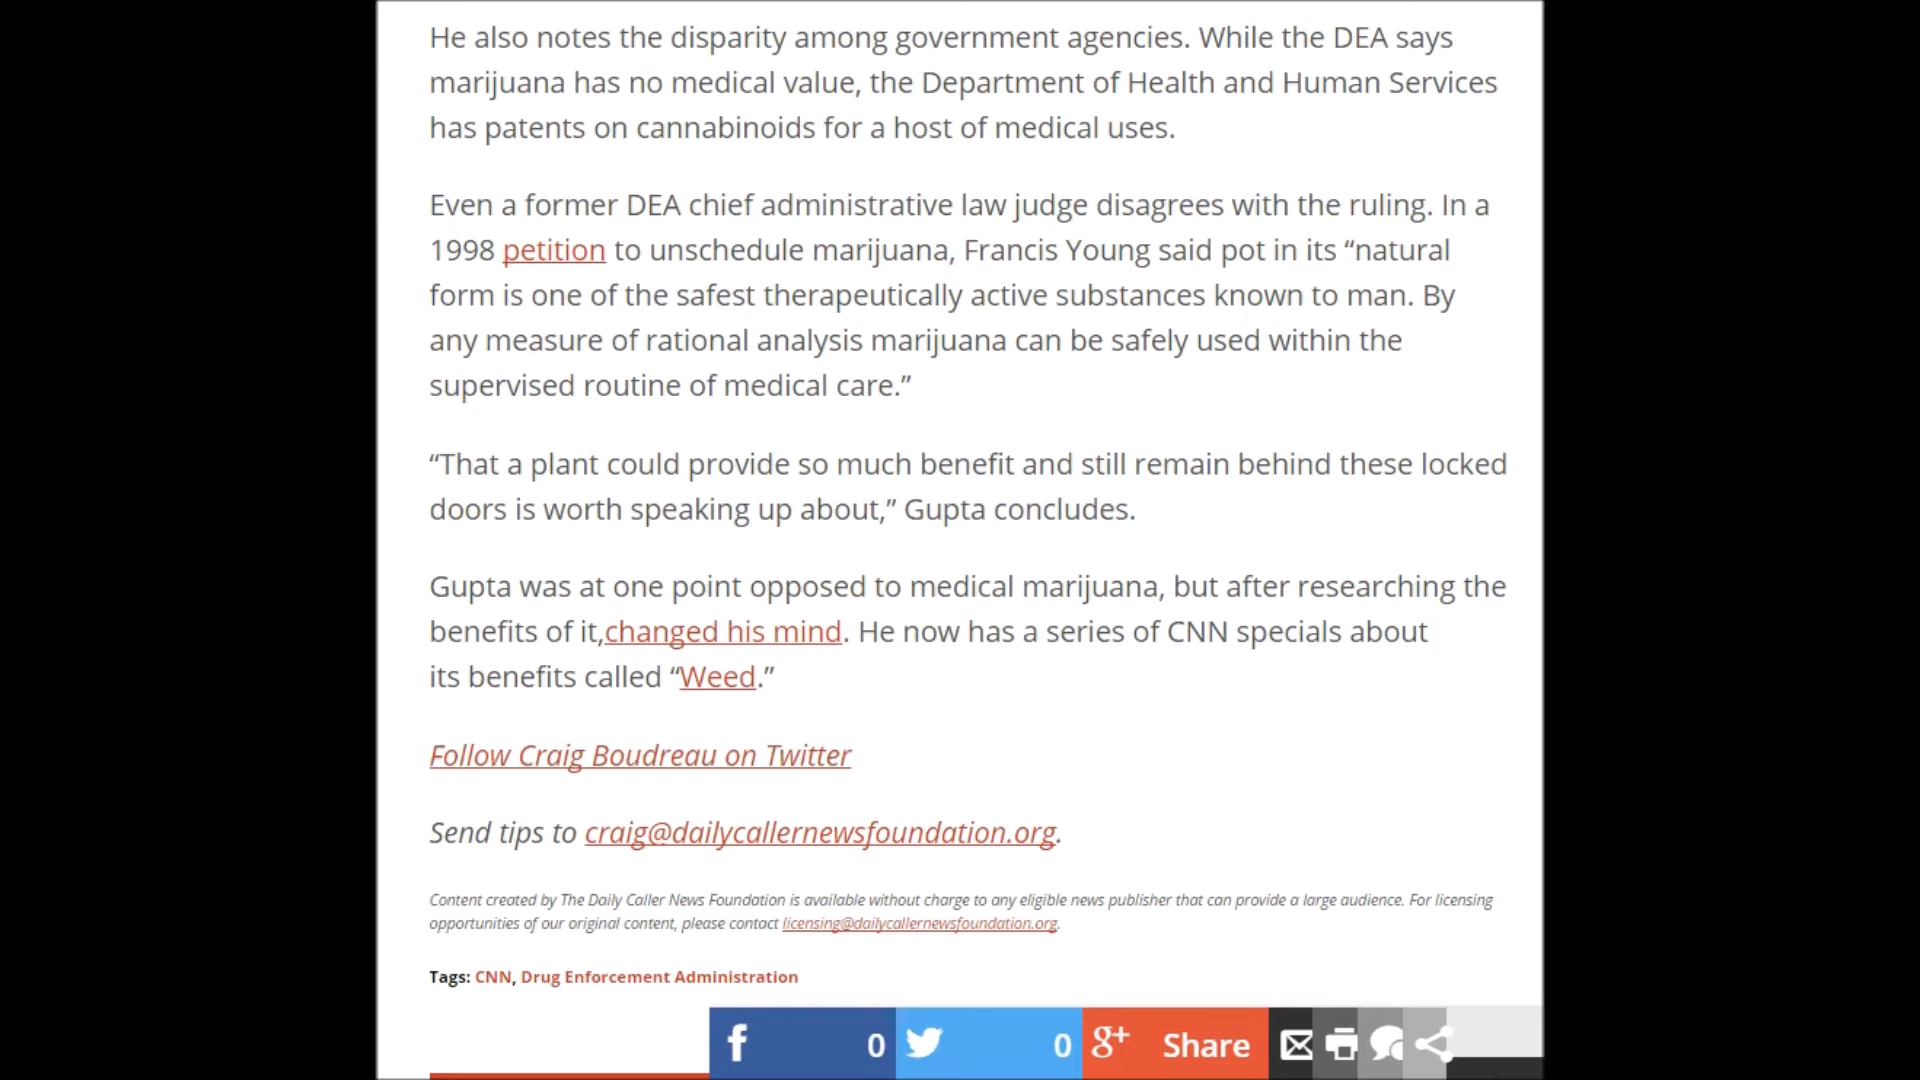 He also notes the disparity among government agencies. While the DEA says
marijuana has no medical value, the Department of Health and Human Services
has patents on cannabinoids for a host of medical uses.
Even a former DEA chief administrative law judge disagrees with the ruling. In a
1998 petition to unschedule marijuana, Francis Young said pot in its “natural
form is one of the safest therapeutically active substances known to man. By
any measure of rational analysis marijuana can be safely used within the
supervised routine of medical care.”
“That a plant could provide so much benefit and still remain behind these locked
doors is worth speaking up about,” Gupta concludes.
Gupta was at one point opposed to medical marijuana, but after researching the
benefits of it,changed his mind. He now has a series of CNN specials about
its benefits called “Weed.”
Follow Craig Boudreau on Twitter
Send tips to craig@dailycallernewsfoundation.org.
Content created by The Daily Caller News Foundation is available without charge to any eligible news publisher that can provide a large audience. For licensing
opportunities of our original content, please contact licensing@dailycallernewsfoundation.org.
Tags: CNN, Drug Enforcement Administration
f 0 0 g+ Share